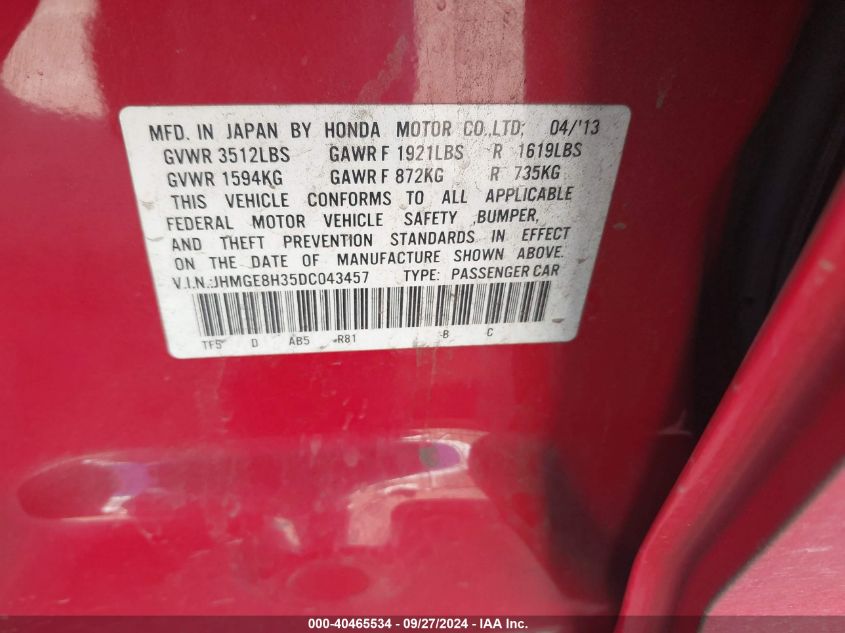 MFD. IN JAPAN BY HONDA MOTOR CO.,LTD; 04/'13
GVWR 3512LBS GAWR F 1921LBS R 1619LBS
GVWR 1594KG GAWR F 872KG R 735KG
THIS VEHICLE CONFORMS TO ALL APPLICABLE
FEDERAL MOTOR VEHICLE SAFETY ,BUMPER,
AND THEFT PREVENTION STANDARDS IN EFFECT
ON THE DATE OF MANUFACTURE SHOWN ABOVE.
V.I.N.:JHMGE8H35DC043457 TYPE: PASSENGER CAR
TF5 D AB5 R81 B C
000-40465534 - 09/27/2024 - IAA Inc.